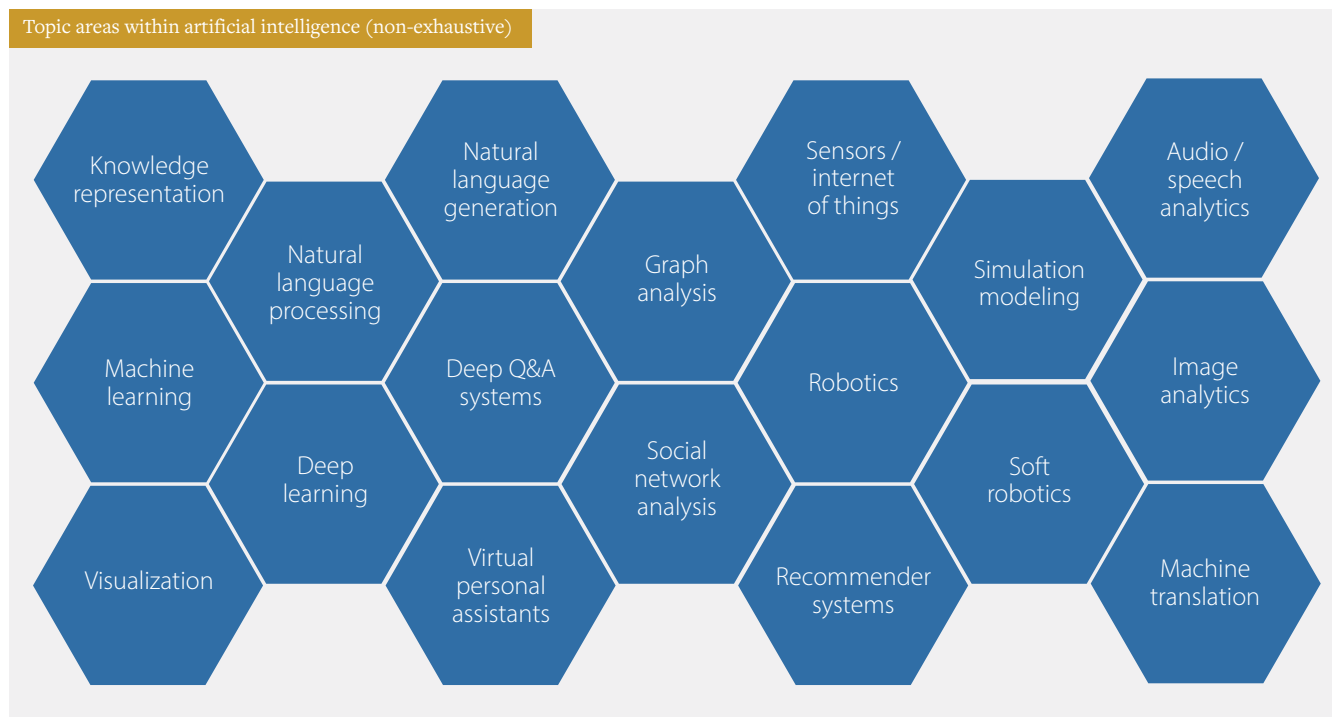 Topic areas within artificial intelligence (non-exhaustive)
Knowledge
representation
Machine
learning
Visualization
Natural
language
processing
Deep
learning
Natural
language
generation
Deep Q&A
systems
Virtual
personal
assistants
Graph
analysis
Social
network
analysis
Sensors /
internet
of things
Robotics
Recommender
systems
Simulation
modeling
Soft
robotics
Audio /
speech
analytics
Image
analytics
Machine
translation